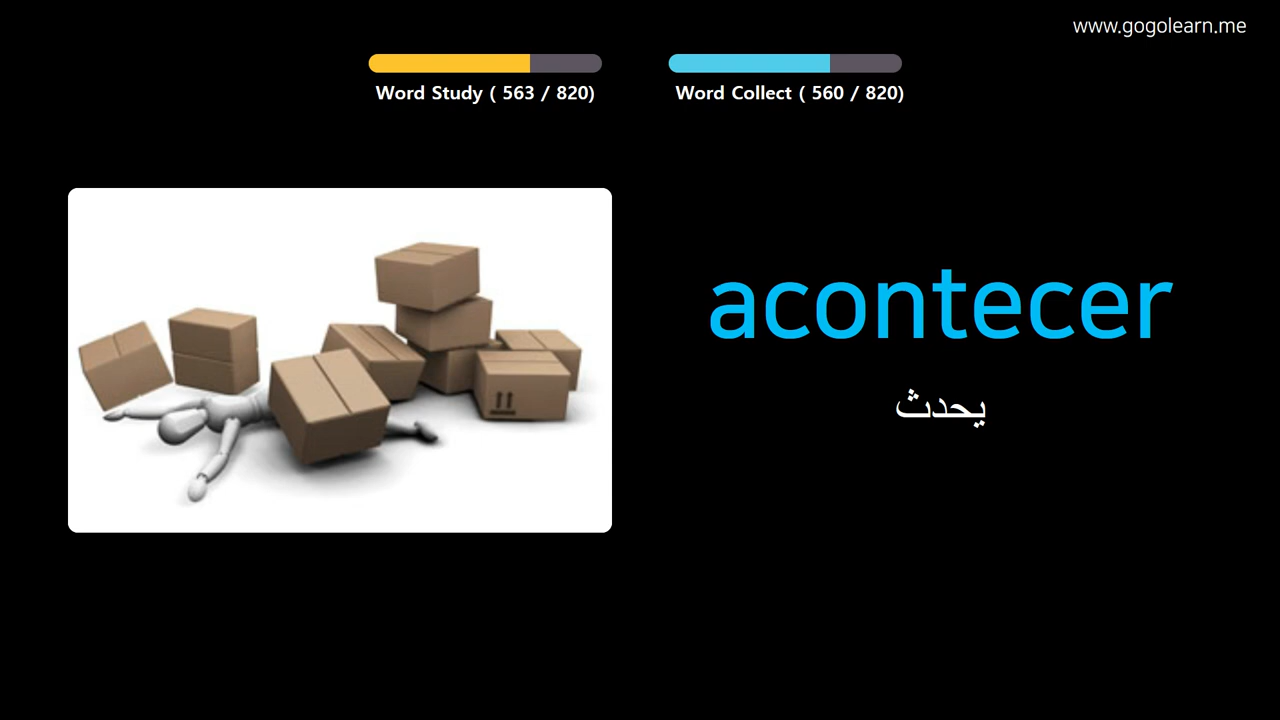 www.gogolearn.me
Word Study ( 563 / 820)
Word Collect ( 560 / 820)
acontecer
يحدث